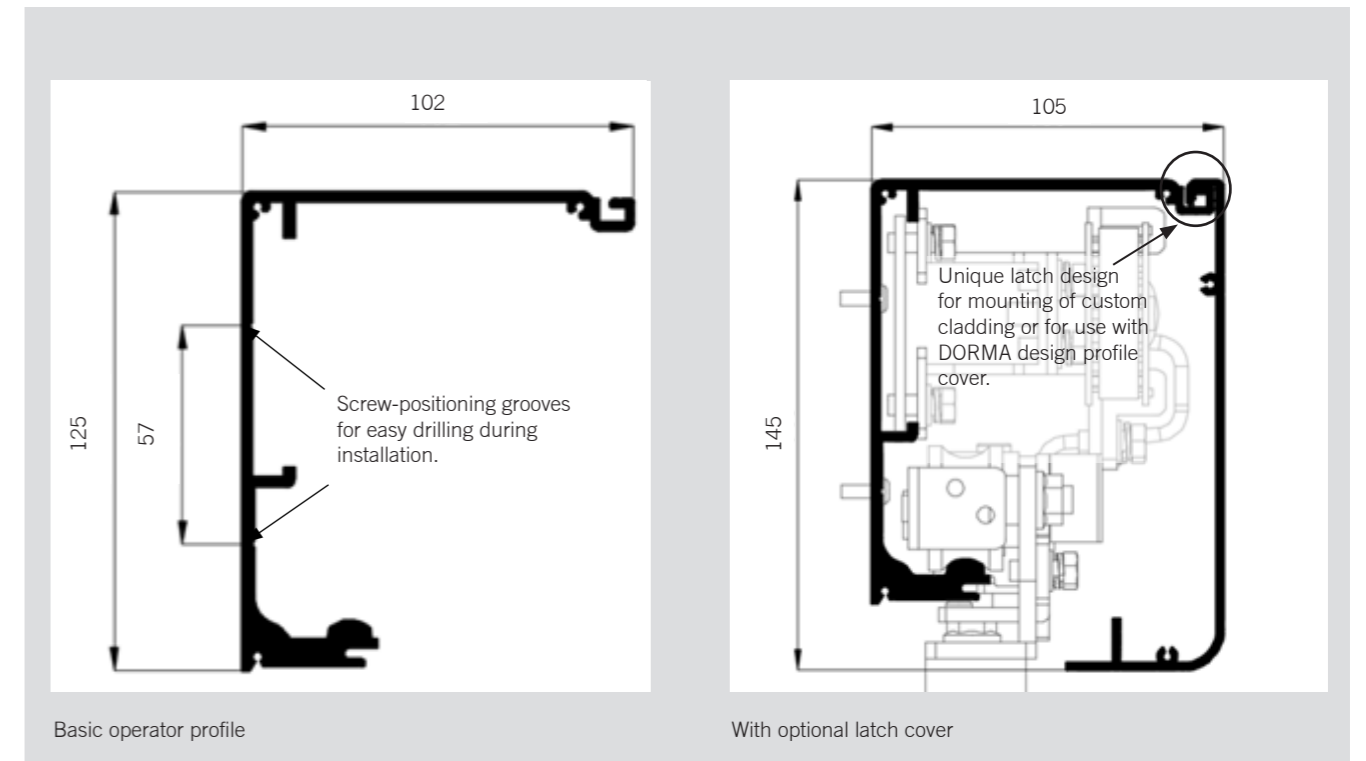 102
125
57
Screw-positioning grooves
for easy drilling during
installation.
Basic operator profile
105
145
Unique latch design
for mounting of custom
cladding or for use with
DORMA design profile
cover.
With optional latch cover